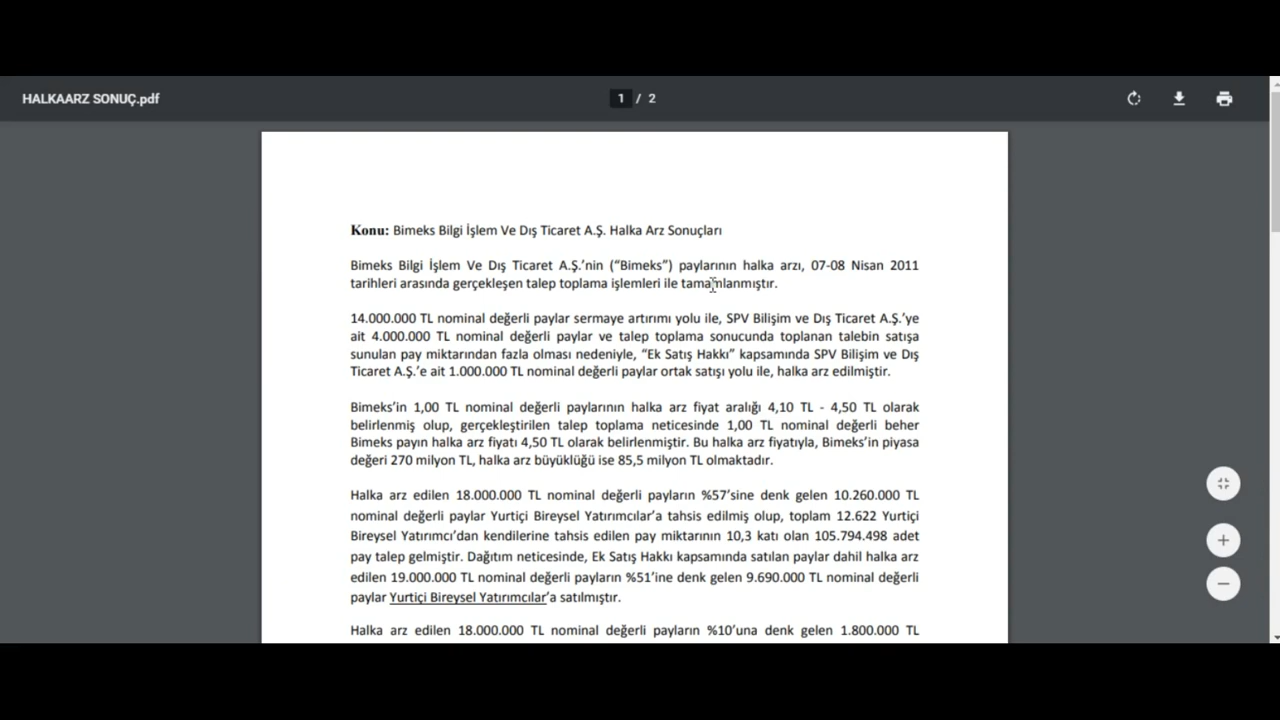 HALKAARZ SONUÇ.pdf
1 / 2
Konu: Bimeks Bilgi İşlem Ve Dış Ticaret A.Ş. Halka Arz Sonuçları
Bimeks Bilgi İşlem Ve Dış Ticaret A.Ş.’nin (“Bimeks”) paylarının halka arzı, 07-08 Nisan 2011
tarihleri arasında gerçekleşen talep toplama işlemleri ile tamamlanmıştır.
14.000.000 TL nominal değerli paylar sermaye artırımı yolu ile, SPV Bilişim ve Dış Ticaret A.Ş.’ye
ait 4.000.000 TL nominal değerli paylar ve talep toplama sonucunda toplanan talebin satışa
sunulan pay miktarından fazla olması nedeniyle, “Ek Satış Hakkı” kapsamında SPV Bilişim ve Dış
Ticaret A.Ş.’e ait 1.000.000 TL nominal değerli paylar ortak satışı yolu ile, halka arz edilmiştir.
Bimeks’in 1,00 TL nominal değerli paylarının halka arz fiyat aralığı 4,10 TL - 4,50 TL olarak
belirlenmiş olup, gerçekleştirilen talep toplama neticesinde 1,00 TL nominal değerli beher
Bimeks payın halka arz fiyatı 4,50 TL olarak belirlenmiştir. Bu halka arz fiyatıyla, Bimeks’in piyasa
değeri 270 milyon TL, halka arz büyüklüğü ise 85,5 milyon TL olmaktadır.
Halka arz edilen 18.000.000 TL nominal değerli payların %57’sine denk gelen 10.260.000 TL
nominal değerli paylar Yurtiçi Bireysel Yatırımcılar’a tahsis edilmiş olup, toplam 12.622 Yurtiçi
Bireysel Yatırımcı’dan kendilerine tahsis edilen pay miktarının 10,3 katı olan 105.794.498 adet
pay talep gelmiştir. Dağıtım neticesinde, Ek Satış Hakkı kapsamında satılan paylar dahil halka arz
edilen 19.000.000 TL nominal değerli payların %51’ine denk gelen 9.690.000 TL nominal değerli
paylar Yurtiçi Bireysel Yatırımcılar’a satılmıştır.
Halka arz edilen 18.000.000 TL nominal değerli payların %10’una denk gelen 1.800.000 TL